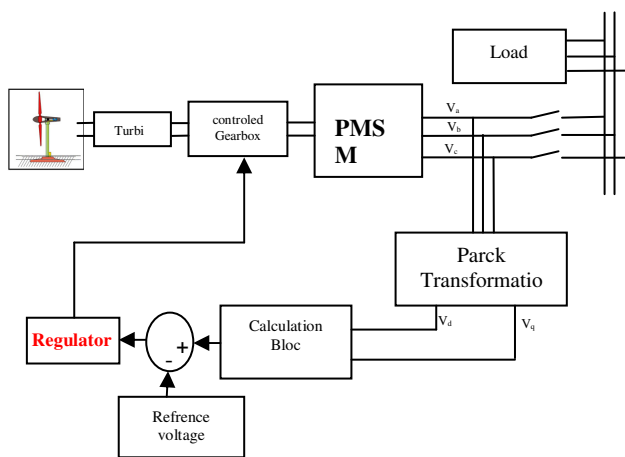 Load
controled
Gearbox
Turbi
PMS
M
Va
Vb
Vc
Parck
Transformatio
Vd
Vq
Calculation
Bloc
+
-
Regulator
Refrence
voltage